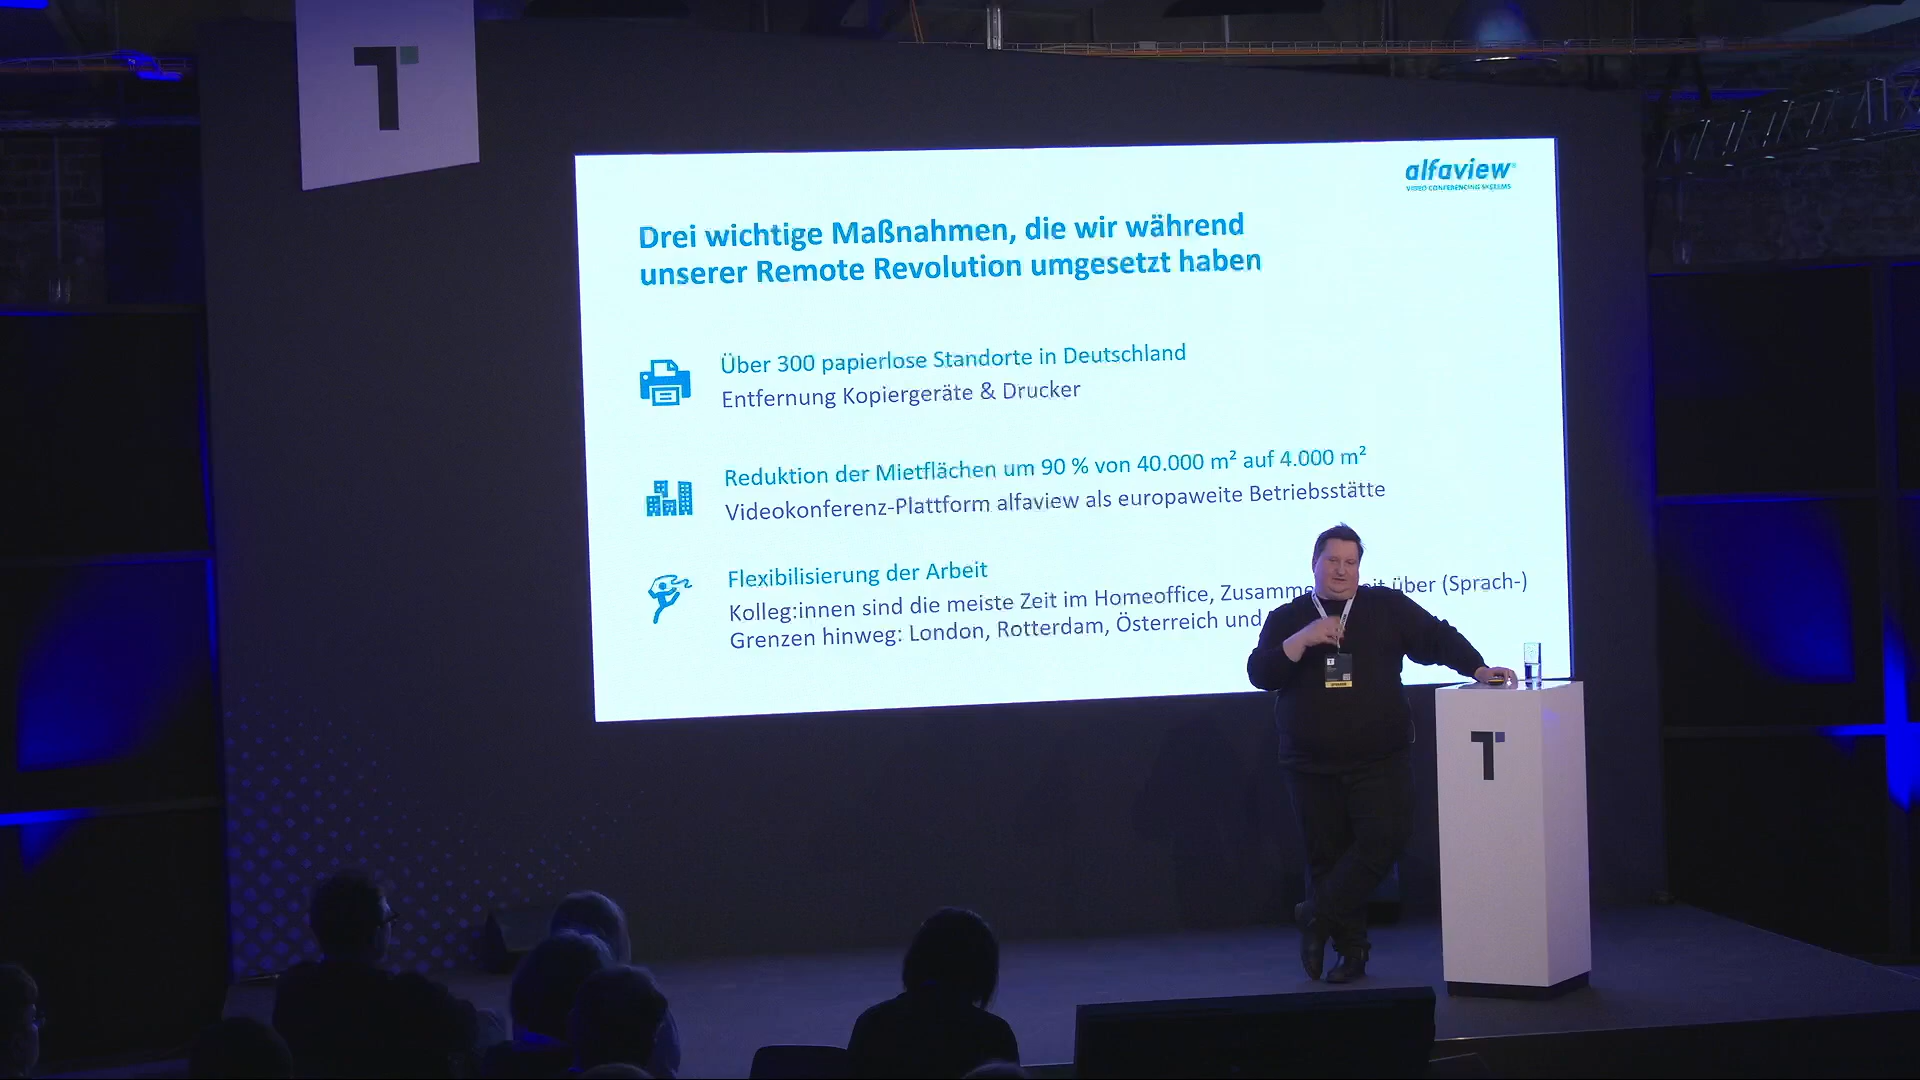 T
alfaview®
VIDEO CONFERENCING SYSTEMS
Drei wichtige Maßnahmen, die wir während
unserer Remote Revolution umgesetzt haben
Über 300 papierlose Standorte in Deutschland
Entfernung Kopiergeräte & Drucker
Reduktion der Mietflächen um 90 % von 40.000 m² auf 4.000 m²
Videokonferenz-Plattform alfaview als europaweite Betriebsstätte
Flexibilisierung der Arbeit
Kolleg:innen sind die meiste Zeit im Homeoffice, über (Sprach-)
Grenzen hinweg: London, Rotterdam, Österreich und
T
T